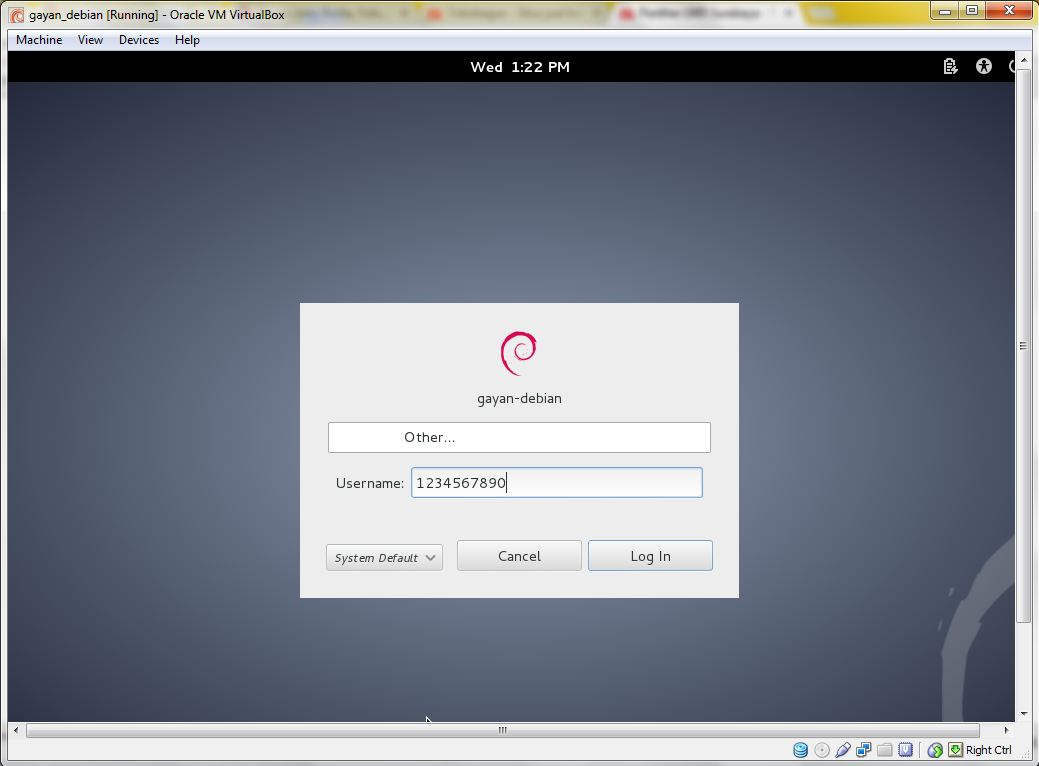 gayan_debian [Running] - Oracle VM VirtualBox
Machine View Devices Help
Wed 1:22 PM
gayan-debian
Other...
Username: 1234567890
System Default Cancel Log In
Right Ctrl